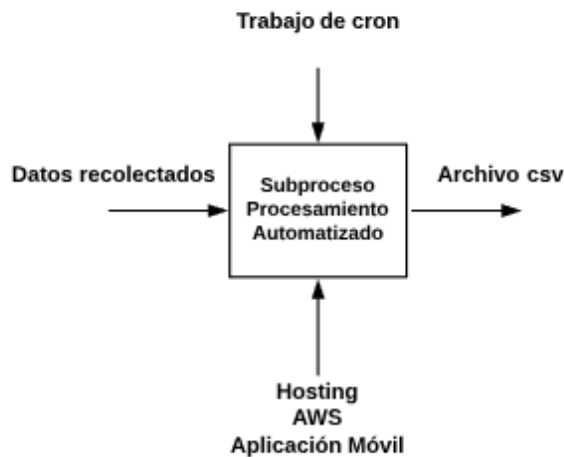 Trabajo de cron
Datos recolectados
Subproceso
Procesamiento
Automatizado
Archivo csv
Hosting
AWS
Aplicación Móvil